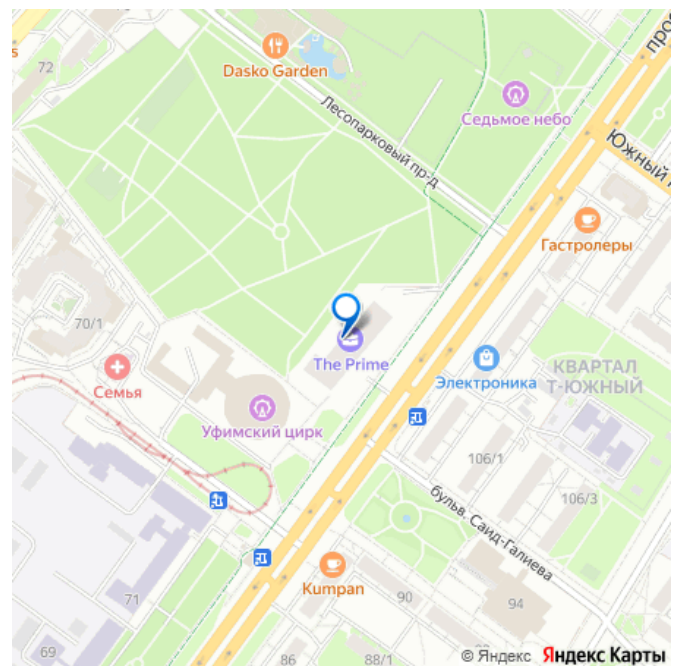 72
s
Dasko Garden
Лесопарковый пр-д
Седьмое небо
Гастролеры
The Prime
70/1
Семья
Уфимский цирк
Электроника
КВАРТАЛ
Т-ЮЖНЫЙ
106/1
106/3
бульв. Саид-Галиева
Kumpan
71
69
90
94
86
88/1
© Яндекс Яндекс Карты